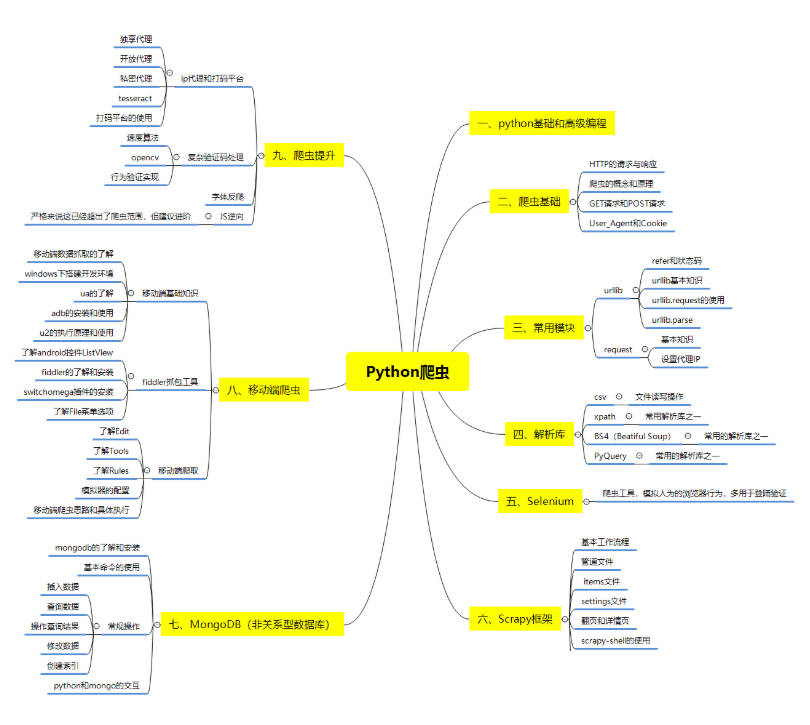 Python爬虫
一、python基础和高级编程
二、爬虫基础
HTTP的请求与响应
爬虫的概念和原理
GET请求和POST请求
User_Agent和Cookie
三、常用模块
urllib
refer和状态码
urllib基本知识
urllib.request的使用
urllib.parse
request
基本知识
设置代理IP
四、解析库
csv
文件读写操作
xpath
常用解析库之一
BS4（Beatiful Soup）
常用的解析库之一
PyQuery
常用的解析库之一
五、Selenium
爬虫工具，模拟人为的浏览器行为，多用于登陆验证
六、Scrapy框架
基本工作流程
管道文件
items文件
settings文件
翻页和详情页
scrapy-shell的使用
七、MongoDB（非关系型数据库）
mongodb的了解和安装
基本命令的使用
常规操作
插入数据
查询数据
操作查询结果
修改数据
创建索引
python和mongo的交互
八、移动端爬虫
移动端基础知识
移动端数据抓取的了解
windows下搭建开发环境
ua的了解
adb的安装和使用
u2的执行原理和使用
fiddler抓包工具
了解android控件ListView
fiddler的了解和安装
switchomega插件的安装
了解File菜单选项
移动端爬取
了解Edit
了解Tools
了解Rules
模拟器的配置
移动端爬虫思路和具体执行
九、爬虫提升
ip代理和打码平台
独享代理
开放代理
私密代理
tesseract
打码平台的使用
复杂验证码处理
速度算法
opencv
行为验证实现
字体反爬
JS逆向
严格来说这已经超出了爬虫范围，但建议进阶